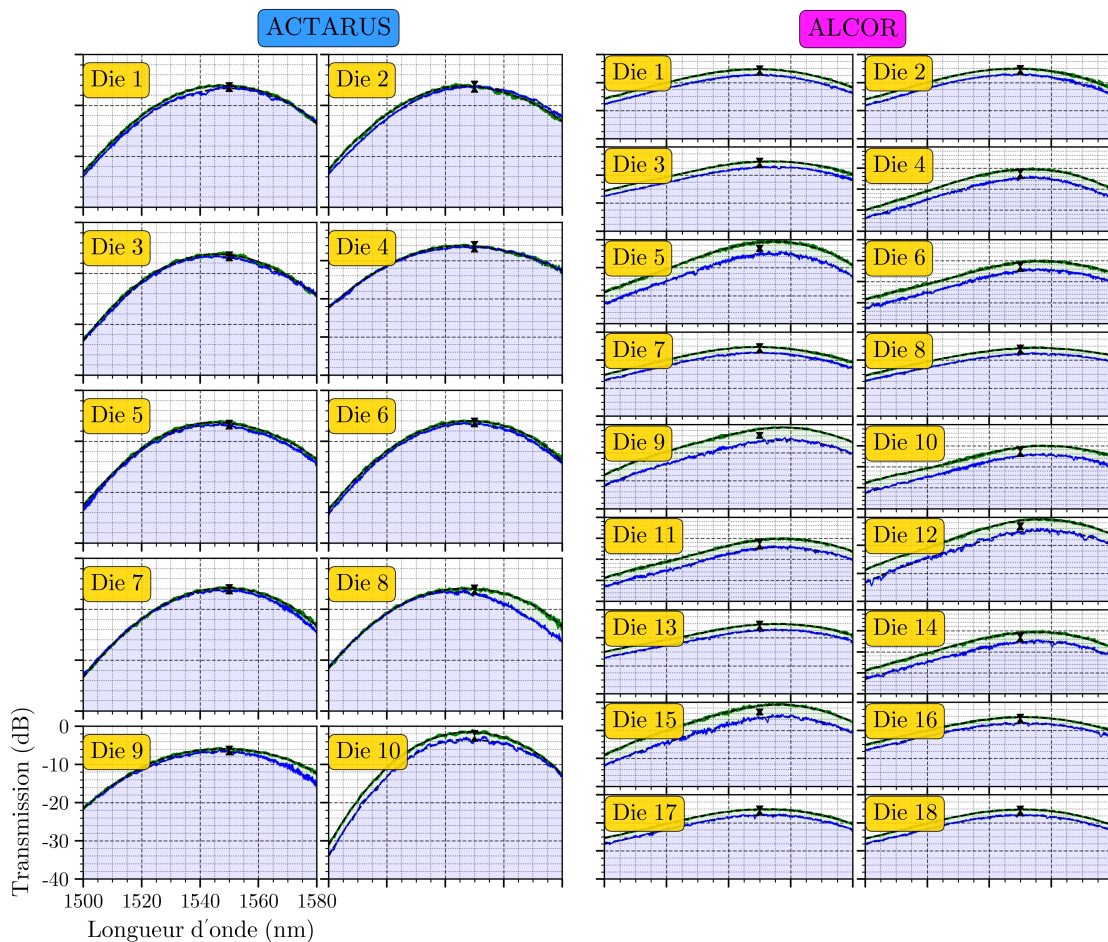 ACTARUS
ALCOR
Die 1
Die 2
Die 3
Die 4
Die 5
Die 6
Die 7
Die 8
Die 9
Die 10
Transmission (dB)
0
-10
-20
-30
-40
1500 1520 1540 1560 1580
Longueur d'onde (nm)
Die 1
Die 2
Die 3
Die 4
Die 5
Die 6
Die 7
Die 8
Die 9
Die 10
Die 11
Die 12
Die 13
Die 14
Die 15
Die 16
Die 17
Die 18